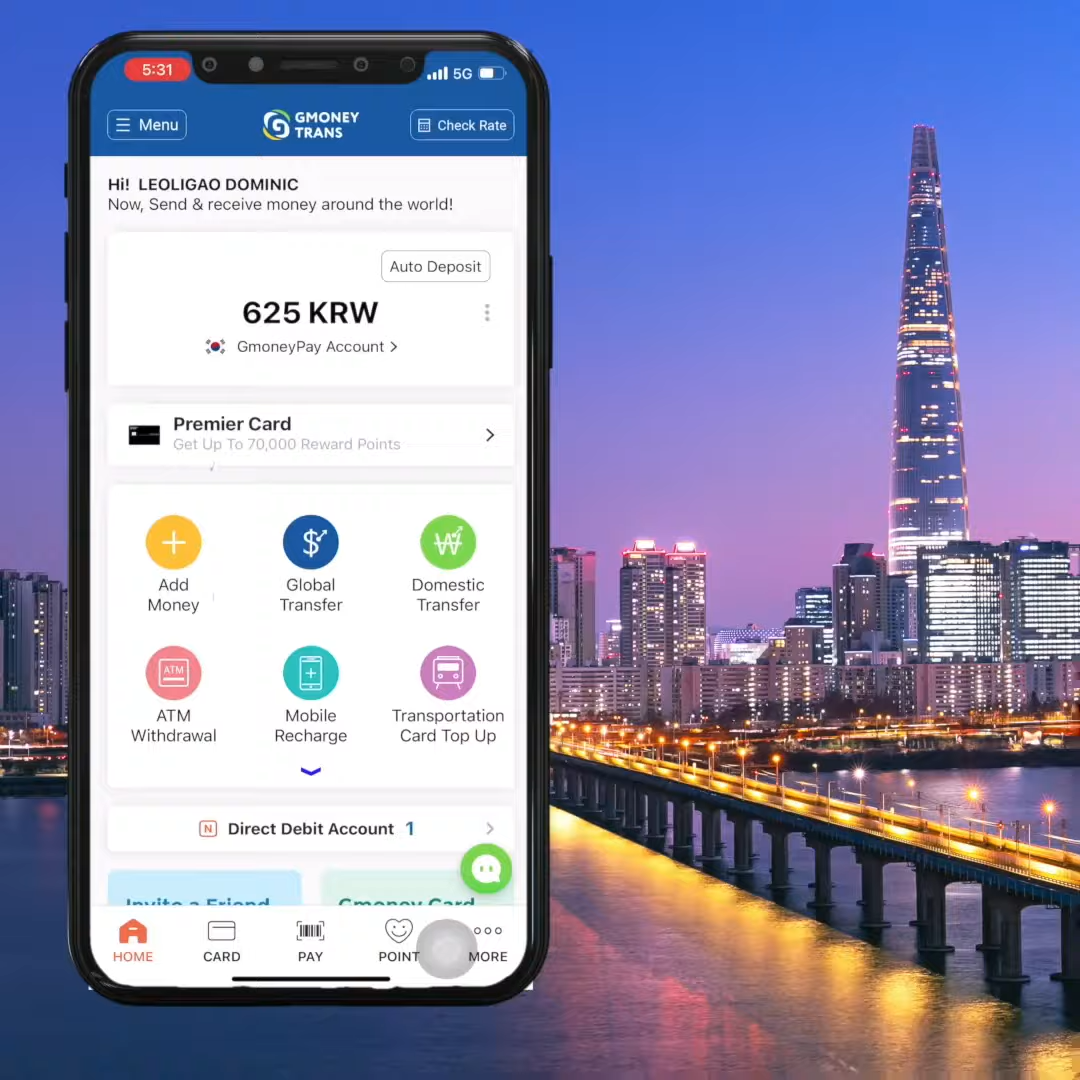 5:31
5G
Menu
GMONEY
TRANS
Check Rate
Hi! LEOLIGAO DOMINIC
Now, Send & receive money around the world!
Auto Deposit
625 KRW
GmoneyPay Account >
Premier Card
Get Up To 70,000 Reward Points
Add
Money
Global
Transfer
Domestic
Transfer
ATM
ATM
Withdrawal
Mobile
Recharge
Transportation
Card Top Up
N Direct Debit Account 1
Invite a Friend
Gmoney Card
HOME
CARD
PAY
POINT
MORE